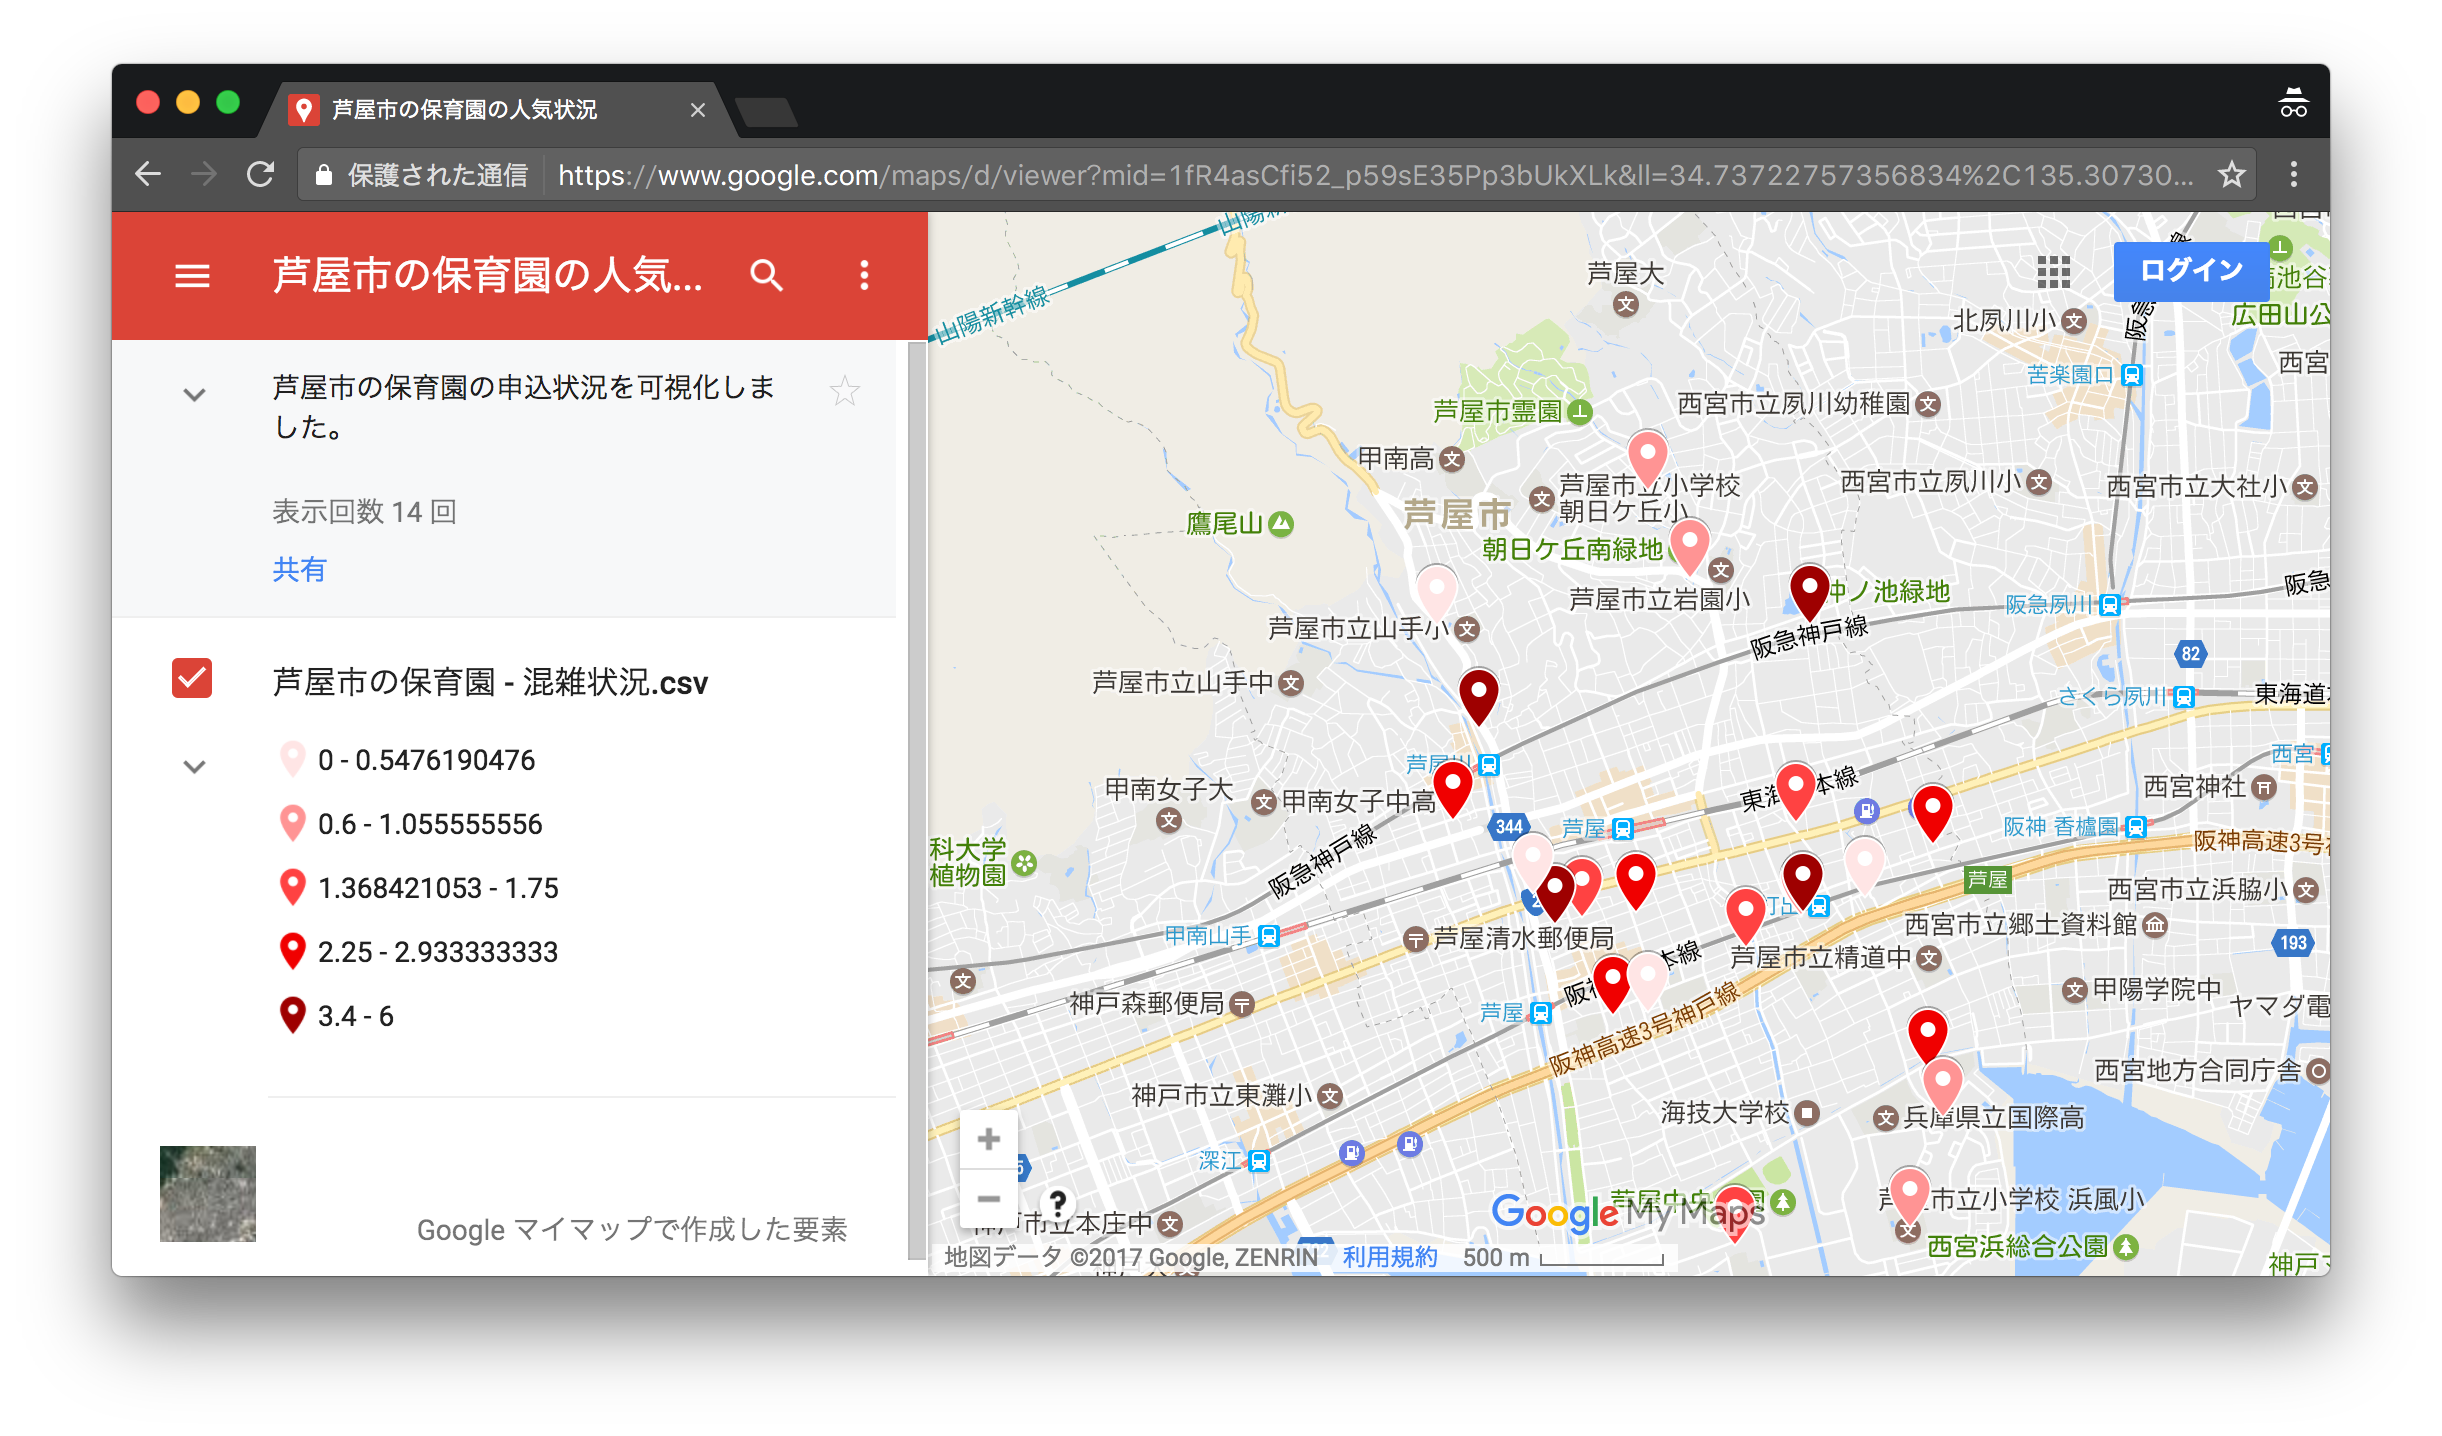 芦屋市の保育園の人気状況
保護された通信
https://www.google.com/maps/d/viewer?mid=1fR4asCfi52_p59sE35Pp3bUkXLk&ll=34.73722757356834%2C135.30730...
芦屋市の保育園の人気...
芦屋市の保育園の申込状況を可視化しま
した。
表示回数 14 回
共有
芦屋市の保育園 - 混雑状況.csv
0 - 0.5476190476
0.6 - 1.055555556
1.368421053 - 1.75
2.25 - 2.933333333
3.4 - 6
Google マイマップで作成した要素
ログイン
山陽新幹線
芦屋大
北夙川小
広田山公
苦楽園口
西宮
芦屋市霊園
西宮市立夙川幼稚園
甲南高
芦屋市立小学校
朝日ケ丘小
西宮市立夙川小
西宮市立大社小
芦屋市
鷹尾山
朝日ケ丘南緑地
芦屋市立岩園小
ノ池緑地
阪急夙川
阪急神戸線
芦屋市立山手小
82
芦屋市立山手中
さくら夙川
東海道
西宮
甲南女子大
甲南女子中高
本線
西宮神社
344
芦屋
阪神 香櫨園
阪神高速3号
科大学
植物園
阪急神戸線
芦屋
西宮市立浜脇小
芦屋清水郵便局
西宮市立郷土資料館
甲南山手
193
芦屋市立精道中
神戸森郵便局
芦屋
本線
甲陽学院中
ヤマダ電
阪神高速3号神戸線
西宮地方合同庁舎
神戸市立東灘小
海技大学校
兵庫県立国際高
深江
市立小学校 浜風小
市立本庄中
Google My Maps
西宮浜総合公園
地図データ ©2017 Google, ZENRIN
利用規約
500 m